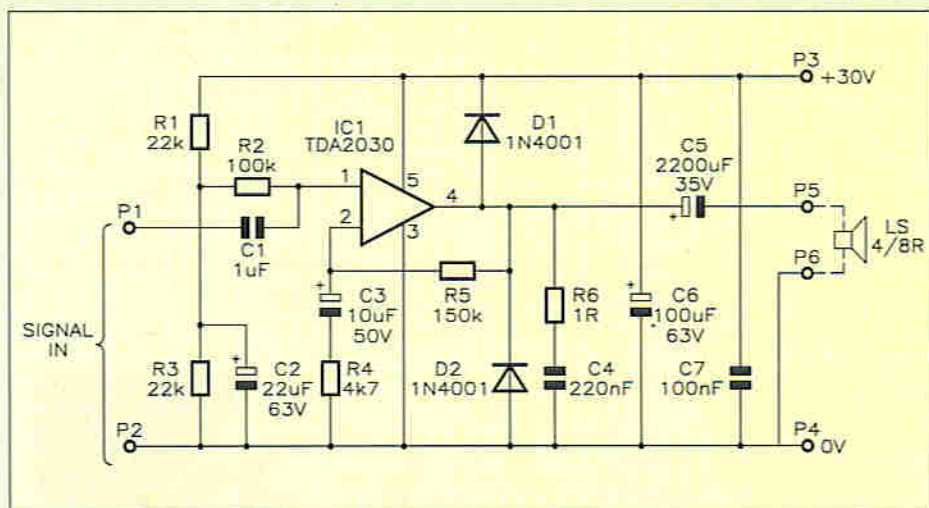 P3
+30V
R1
22k
R2
100k
IC1
TDA2030
D1
1N4001
C5
2200uF
35V
P5
P1
1
5
4
2
3
+
C1
1uF
P6
LS
4/8R
SIGNAL
IN
+
C3
10uF
50V
R5
150k
R6
1R
+
C6
100uF
63V
R3
22k
+
C2
22uF
63V
R4
4k7
D2
1N4001
C4
220nF
C7
100nF
P2
P4
0V